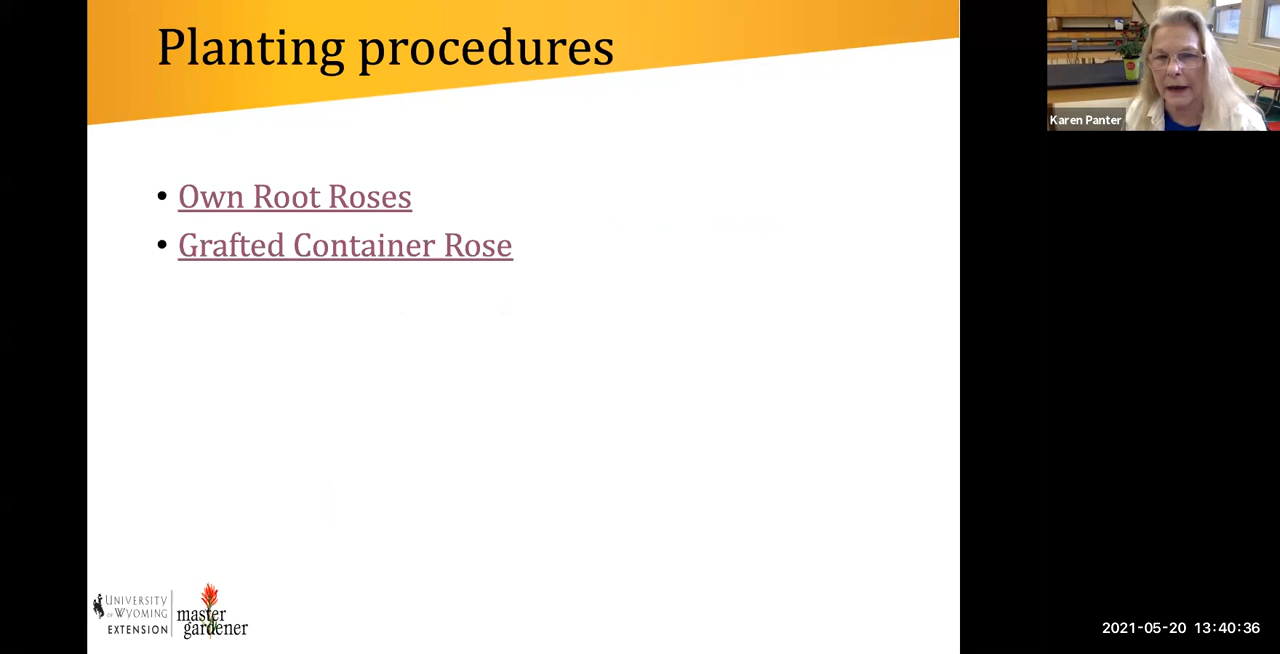 Planting procedures
Karen Panter
• Own Root Roses
• Grafted Container Rose
UNIVERSITY
OF WYOMING
EXTENSION
master
gardener
2021-05-20 13:40:36